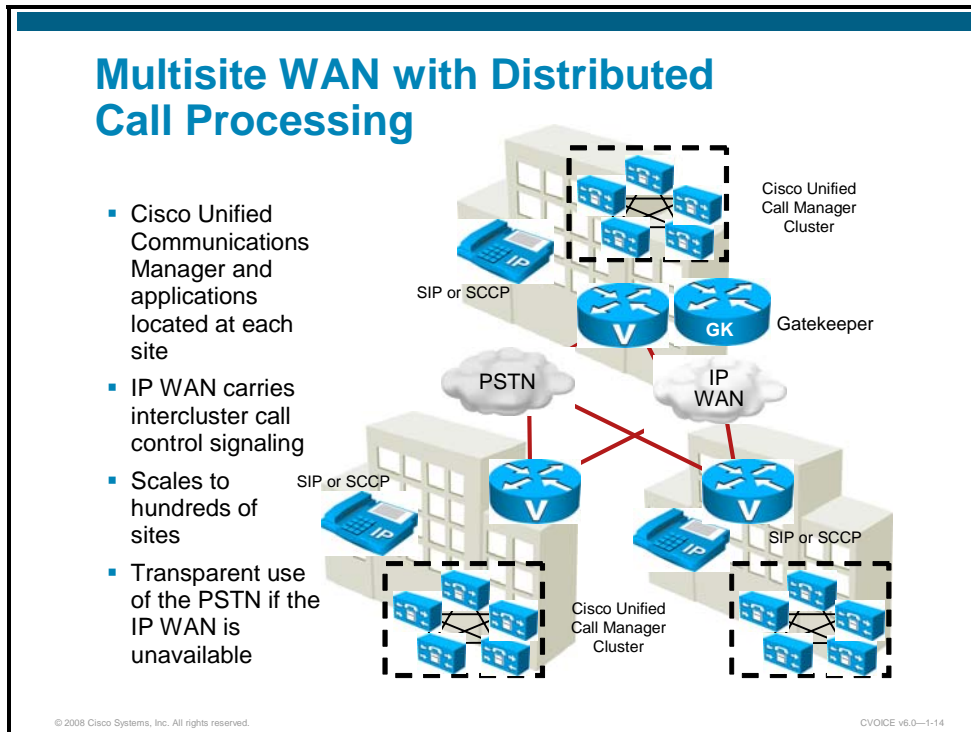 Multisite WAN with Distributed
Call Processing
Cisco Unified
Communications
Manager and
applications
located at each
site
IP WAN carries
intercluster call
control signaling
Scales to
hundreds of
sites
Transparent use
of the PSTN if the
IP WAN is
unavailable
Cisco Unified
Call Manager
Cluster
IP
SIP or SCCP
V
GK
Gatekeeper
PSTN
IP
WAN
SIP or SCCP
IP
V
V
IP
SIP or SCCP
Cisco Unified
Call Manager
Cluster
© 2008 Cisco Systems, Inc. All rights reserved.
CVOICE v6.0—1-14